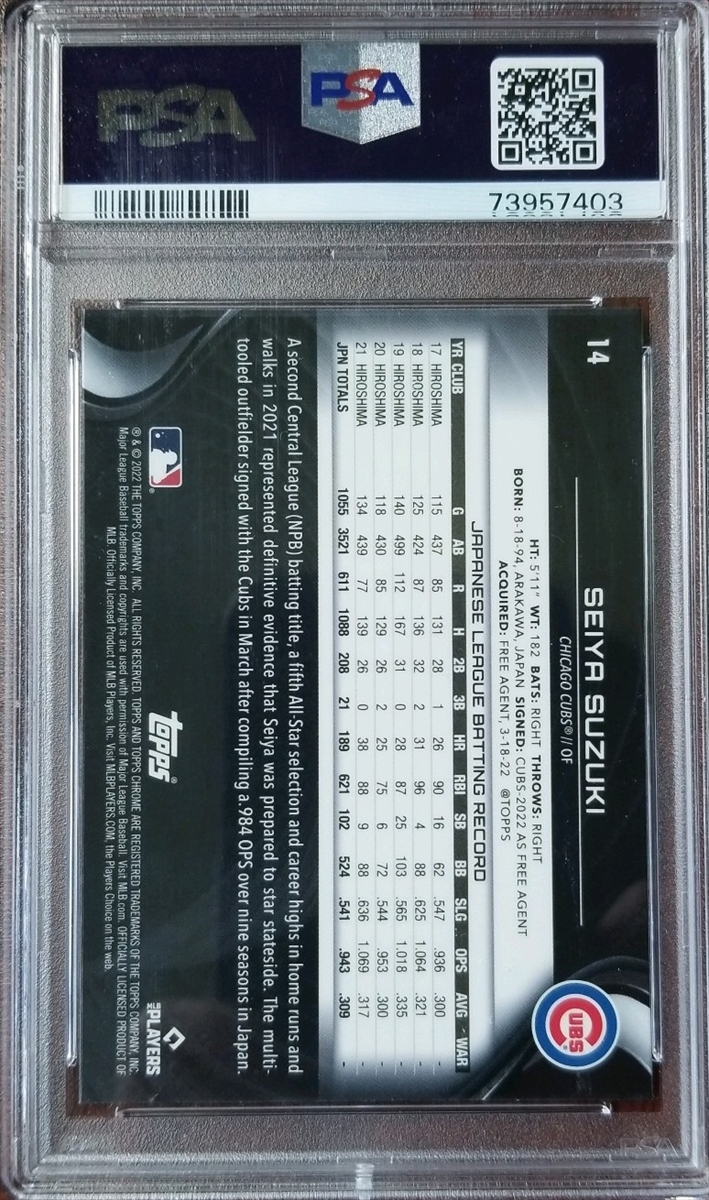 PSA
PSA
73957403
14
SEIYA SUZUKI
CHICAGO CUBS® // OF
HT: 5'11" WT: 182 BATS: RIGHT THROWS: RIGHT
BORN: 8-18-94, ARAKAWA, JAPAN SIGNED: CUBS-2022 AS FREE AGENT
ACQUIRED: FREE AGENT, 3-18-22 @TOPPS
JAPANESE LEAGUE BATTING RECORD
YR CLUB G AB R H 2B 3B HR RBI SB BB SLG OPS AVG WAR
17 HIROSHIMA 115 437 85 131 28 1 26 90 16 62 .547 .936 .300 -
18 HIROSHIMA 125 424 87 136 32 2 31 96 4 88 .625 1.064 .321 -
19 HIROSHIMA 140 499 112 167 31 0 28 87 25 103 .565 1.018 .335 -
20 HIROSHIMA 118 430 85 129 26 2 25 75 6 72 .544 .953 .300 -
21 HIROSHIMA 134 439 77 139 26 0 38 88 9 88 .636 1.069 .317 -
JPN TOTALS 1055 3521 611 1088 208 21 189 621 102 524 .541 .943 .309 -
A second Central League (NPB) batting title, a fifth All-Star selection and career highs in home runs and
walks in 2021 represented definitive evidence that Seiya was prepared to star stateside. The multi-
tooled outfielder signed with the Cubs in March after compiling a .984 OPS over nine seasons in Japan.
CUBS
topps®
MLB PLAYERS
® & © 2022 THE TOPPS COMPANY, INC. ALL RIGHTS RESERVED. TOPPS AND TOPPS CHROME ARE REGISTERED TRADEMARKS OF THE TOPPS COMPANY, INC.
Major League Baseball trademarks and copyrights are used with permission of Major League Baseball. Visit MLB.com. OFFICIALLY LICENSED PRODUCT OF
MLB Officially Licensed Product of MLB Players, Inc. Visit MLBPLAYERS.COM, the Players Choice on the web.
PSA